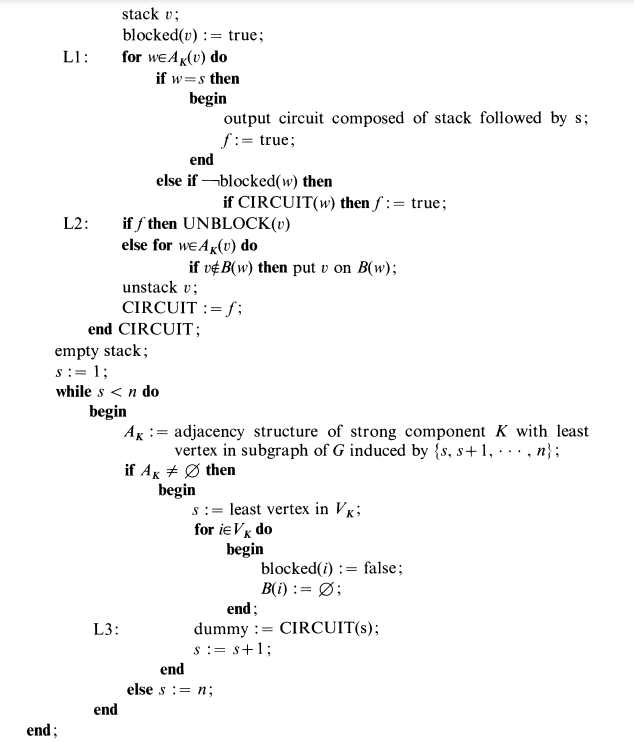 stack v;
blocked(v) := true;
L1: for w∈A_K(v) do
if w=s then
begin
output circuit composed of stack followed by s;
f := true;
end
else if ¬blocked(w) then
if CIRCUIT(w) then f := true;
L2: if f then UNBLOCK(v)
else for w∈A_K(v) do
if v∉B(w) then put v on B(w);
unstack v;
CIRCUIT := f;
end CIRCUIT;
empty stack;
s := 1;
while s < n do
begin
A_K := adjacency structure of strong component K with least
vertex in subgraph of G induced by {s, s+1, · · · , n};
if A_K ≠ ∅ then
begin
s := least vertex in V_K;
for i∈V_K do
begin
blocked(i) := false;
B(i) := ∅;
end;
L3: dummy := CIRCUIT(s);
s := s+1;
end
else s := n;
end
end;